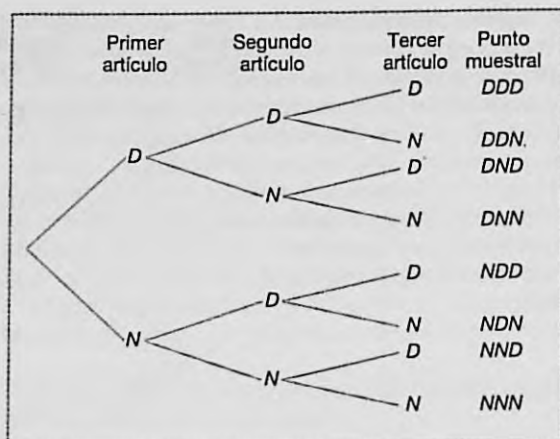 Primer Segundo Tercer Punto
artículo artículo artículo muestral
D DDD
D
N DDN.
D
D DND
N
N DNN
D NDD
D
N NDN
N
D NND
N
N NNN